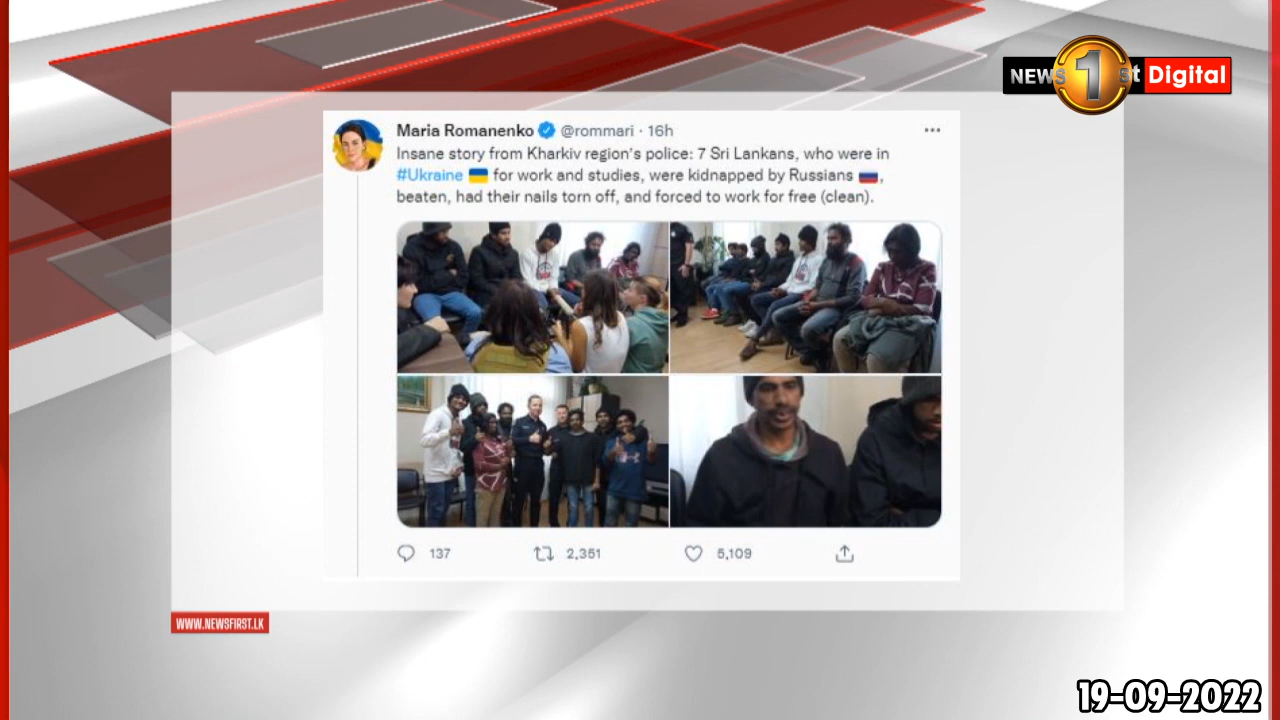 NEWS 1st Digital
Maria Romanenko @rommari · 16h
Insane story from Kharkiv region's police: 7 Sri Lankans, who were in
#Ukraine 🇺🇦 for work and studies, were kidnapped by Russians 🇷🇺,
beaten, had their nails torn off, and forced to work for free (clean).
137 2,351 5,109
WWW.NEWSFIRST.LK
19-09-2022